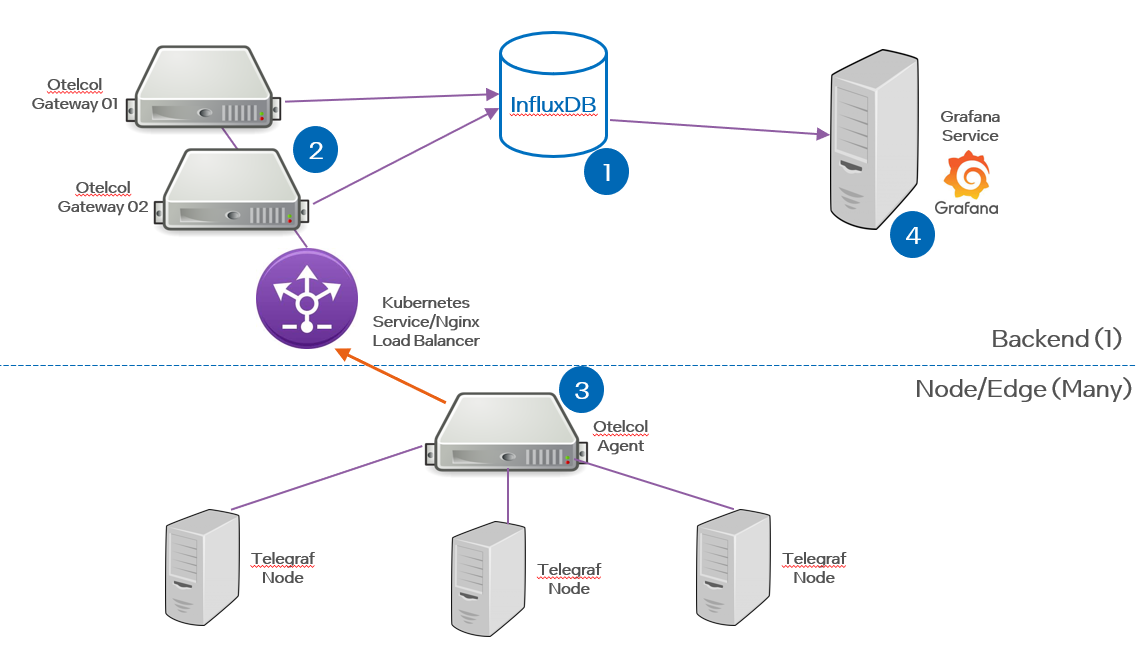 Otelcol
Gateway 01
InfluxDB
Grafana
Service
2
1
Otelcol
Gateway 02
Grafana
4
Kubernetes
Service/Nginx
Load Balancer
Backend (1)
Node/Edge (Many)
3
Otelcol
Agent
Telegraf
Node
Telegraf
Node
Telegraf
Node